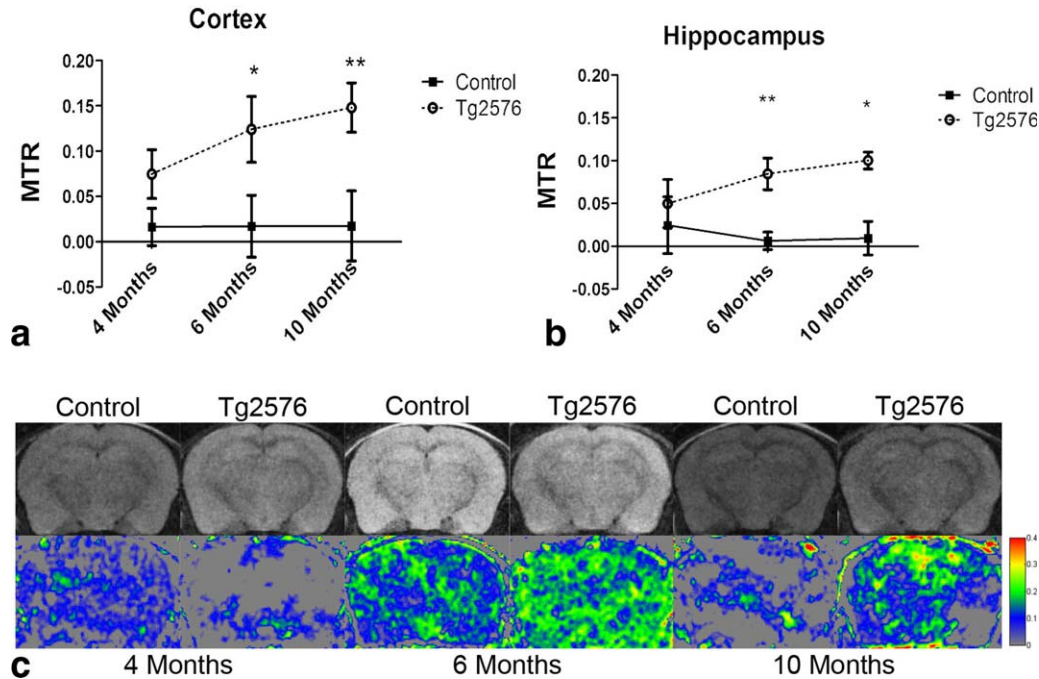 Cortex
0.20
0.15
0.10
0.05
0.00
-0.05
MTR
* **
Control
Tg2576
4 Months 6 Months 10 Months
a
Hippocampus
0.20
0.15
0.10
0.05
0.00
-0.05
MTR
** *
Control
Tg2576
4 Months 6 Months 10 Months
b
Control Tg2576 Control Tg2576 Control Tg2576
0.4
0.3
0.2
0.1
0
c
4 Months 6 Months 10 Months